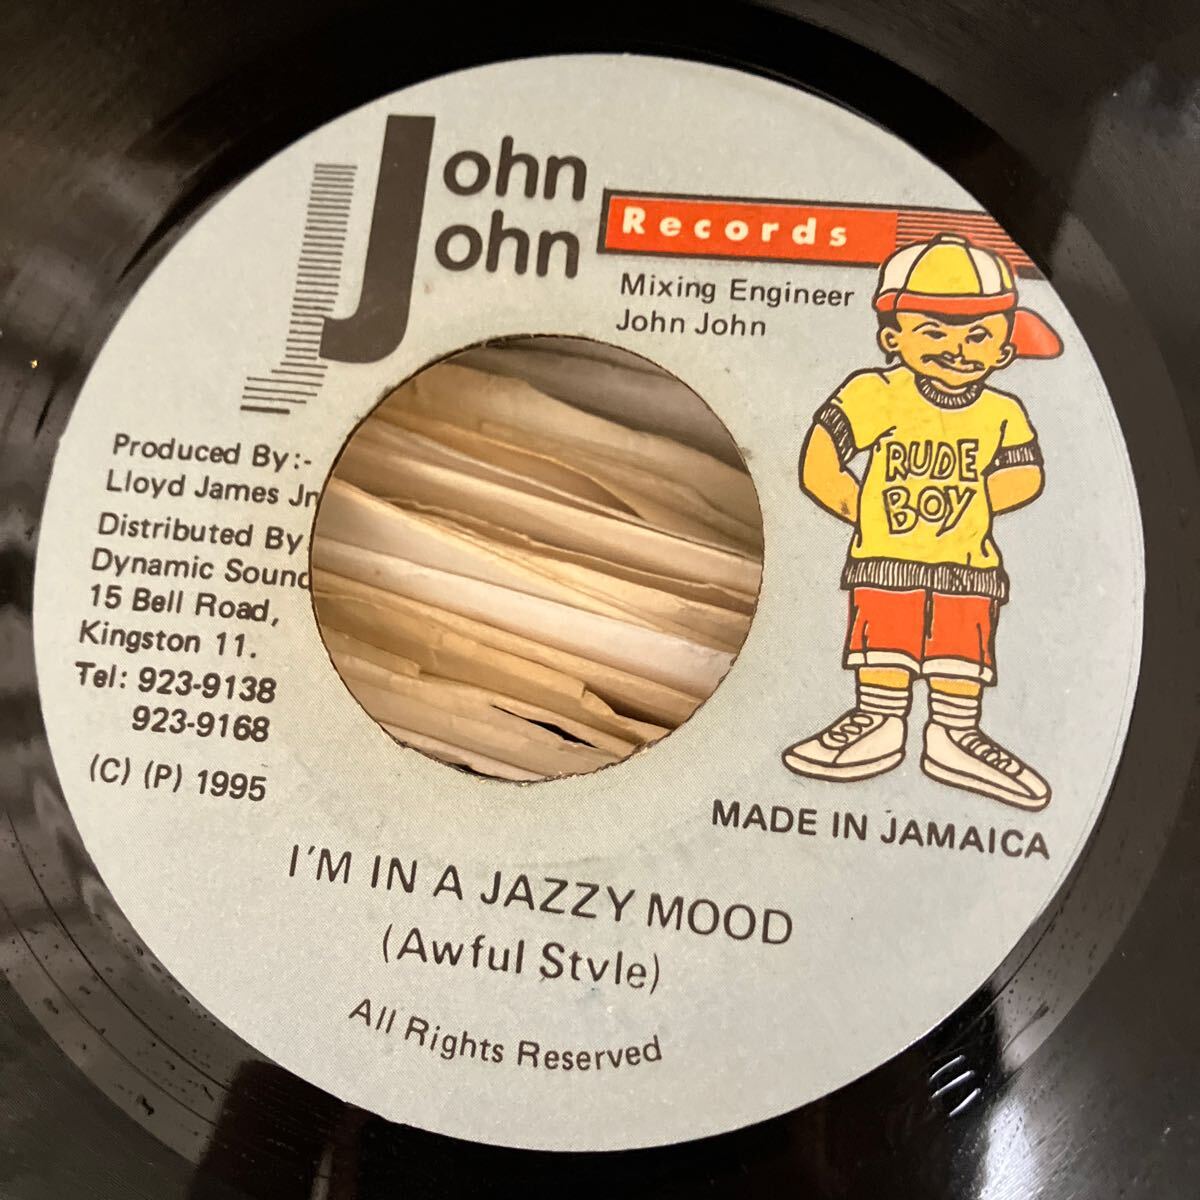 John
John
Records
Mixing Engineer
John John
RUDE
BOY
Produced By:-
Lloyd James Jr
Distributed By
Dynamic Sound
15 Bell Road,
Kingston 11.
Tel: 923-9138
923-9168
(C) (P) 1995
MADE IN JAMAICA
I'M IN A JAZZY MOOD
(Awful Style)
All Rights Reserved